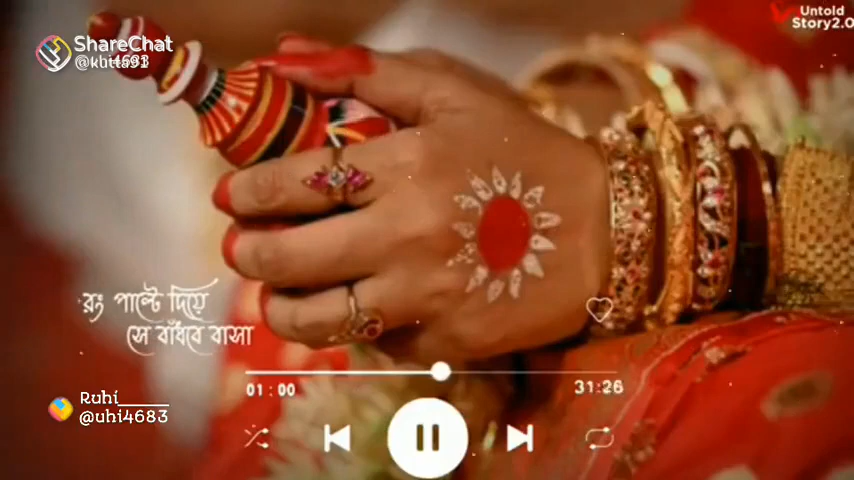 ShareChat
Untold
Story2.0
রং পাল্টে দিয়ে
সে বাঁধবে বাসা
01:00
31:26
Ruhi
@uhi4683